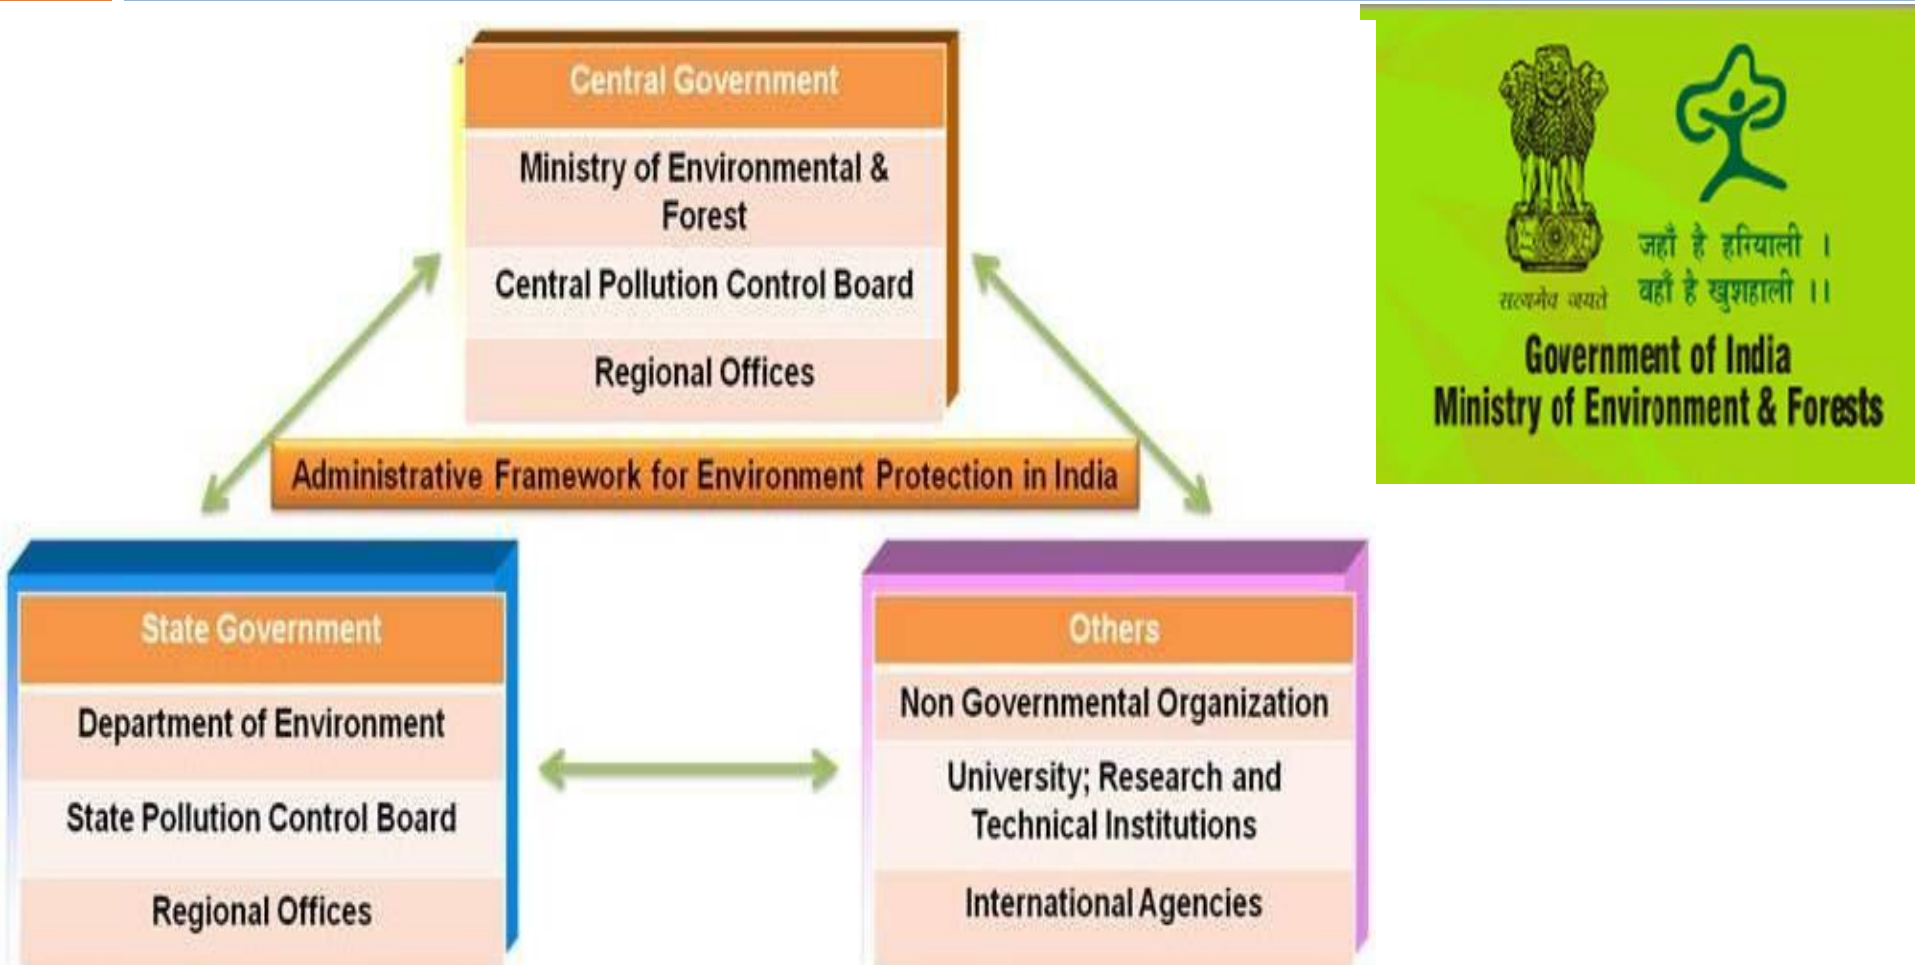 Central Government
Ministry of Environmental &
Forest
Central Pollution Control Board
Regional Offices
Administrative Framework for Environment Protection in India
State Government
Department of Environment
State Pollution Control Board
Regional Offices
Others
Non Governmental Organization
University; Research and
Technical Institutions
International Agencies
सत्यमेव जयते
जहाँ है हरियाली ।
वहाँ है खुशहाली ।।
Government of India
Ministry of Environment & Forests